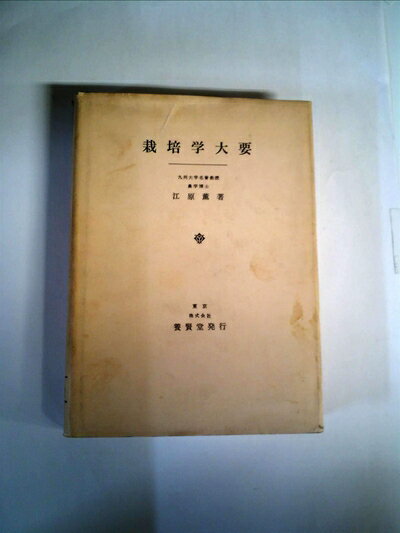 栽培学大要
九州大学名誉教授
農学博士
江原薫著
東京
株式会社
養賢堂発行